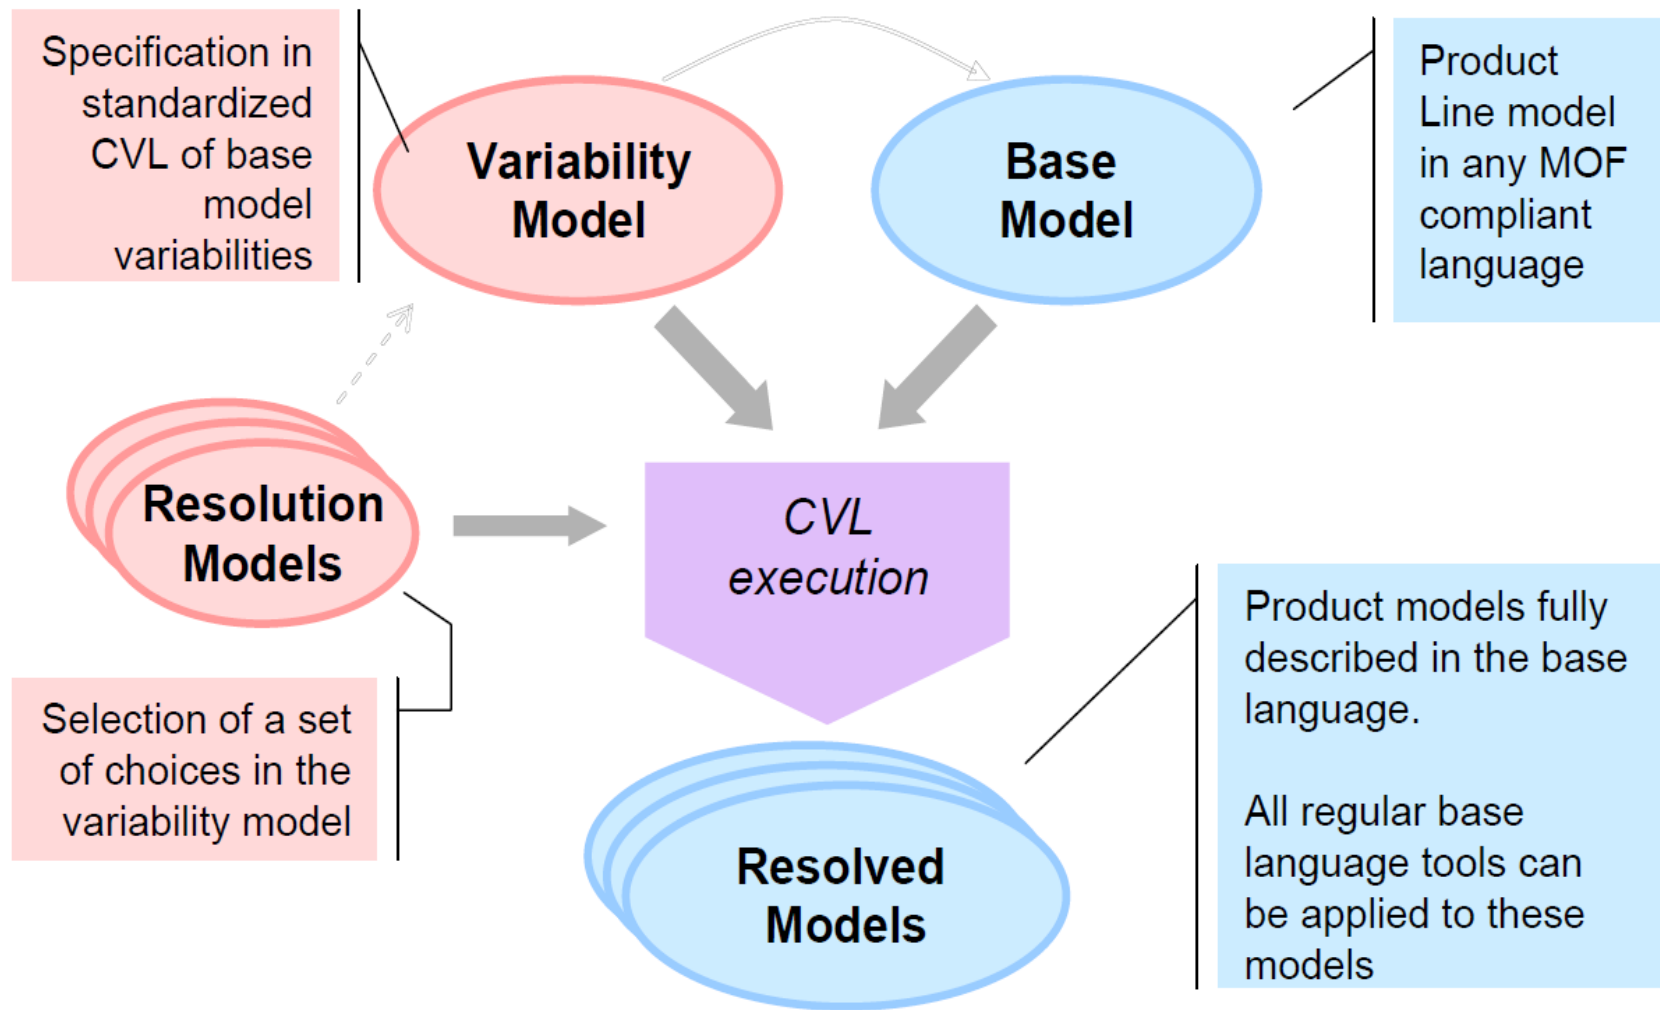 Specification in
standardized
CVL of base
model
variabilities
Variability
Model
Base
Model
Product
Line model
in any MOF
compliant
language
Resolution
Models
CVL
execution
Selection of a set
of choices in the
variability model
Resolved
Models
Product models fully
described in the base
language.
All regular base
language tools can
be applied to these
models